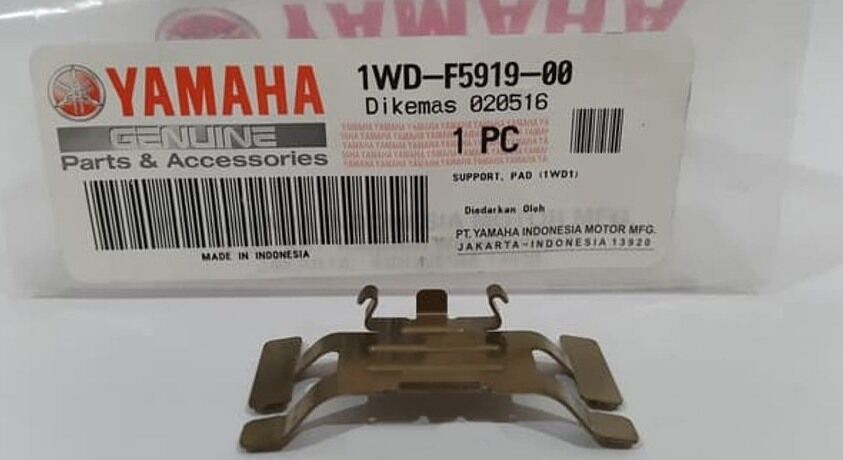 YAMAHA
YAMAHA
GENUINE
Parts & Accessories
MADE IN INDONESIA
1WD-F5919-00
Dikemas 020516
1 PC
SUPPORT, PAD (1WD1)
Diedarkan Oleh
PT. YAMAHA INDONESIA MOTOR MFG.
JAKARTA-INDONESIA 13920